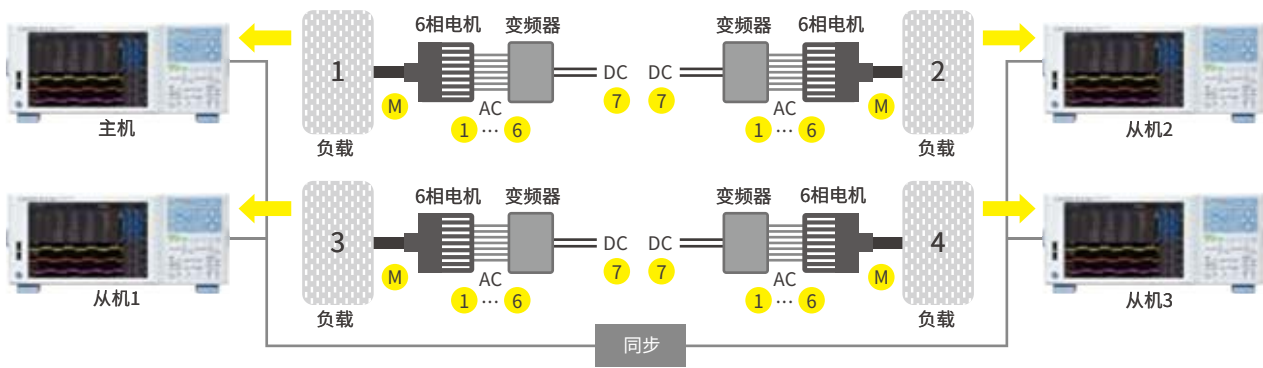 6相电机 变频器
变频器 6相电机
1
DC DC
2
M
7 7
M
AC
AC
1 … 6
1 … 6
主机
从机2
负载
负载
6相电机 变频器
变频器 6相电机
3
DC DC
4
M
7 7
M
AC
AC
1 … 6
1 … 6
从机1
从机3
负载
负载
同步